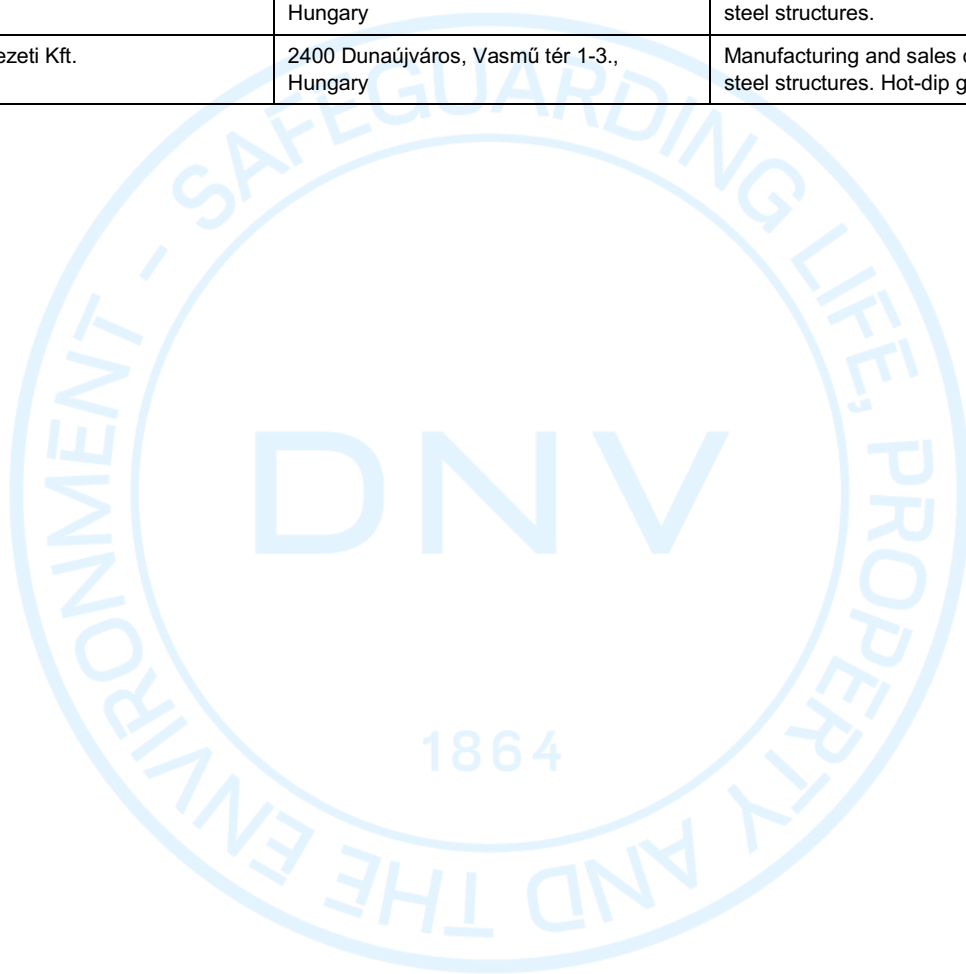 Hungary
steel structures.
ezeti Kft.
2400 Dunaújváros, Vasmű tér 1-3.,
Manufacturing and sales
Hungary
steel structures. Hot-dip
SAFEGUARDING LIFE, PROPERTY AND THE ENVIRONMENT -
DNV
1864